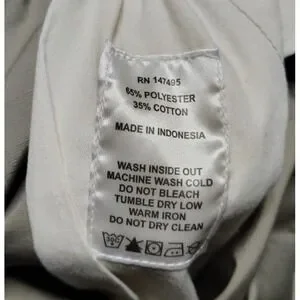 RN 147495
65% POLYESTER
35% COTTON
MADE IN INDONESIA
WASH INSIDE OUT
MACHINE WASH COLD
DO NOT BLEACH
TUMBLE DRY LOW
WARM IRON
DO NOT DRY CLEAN